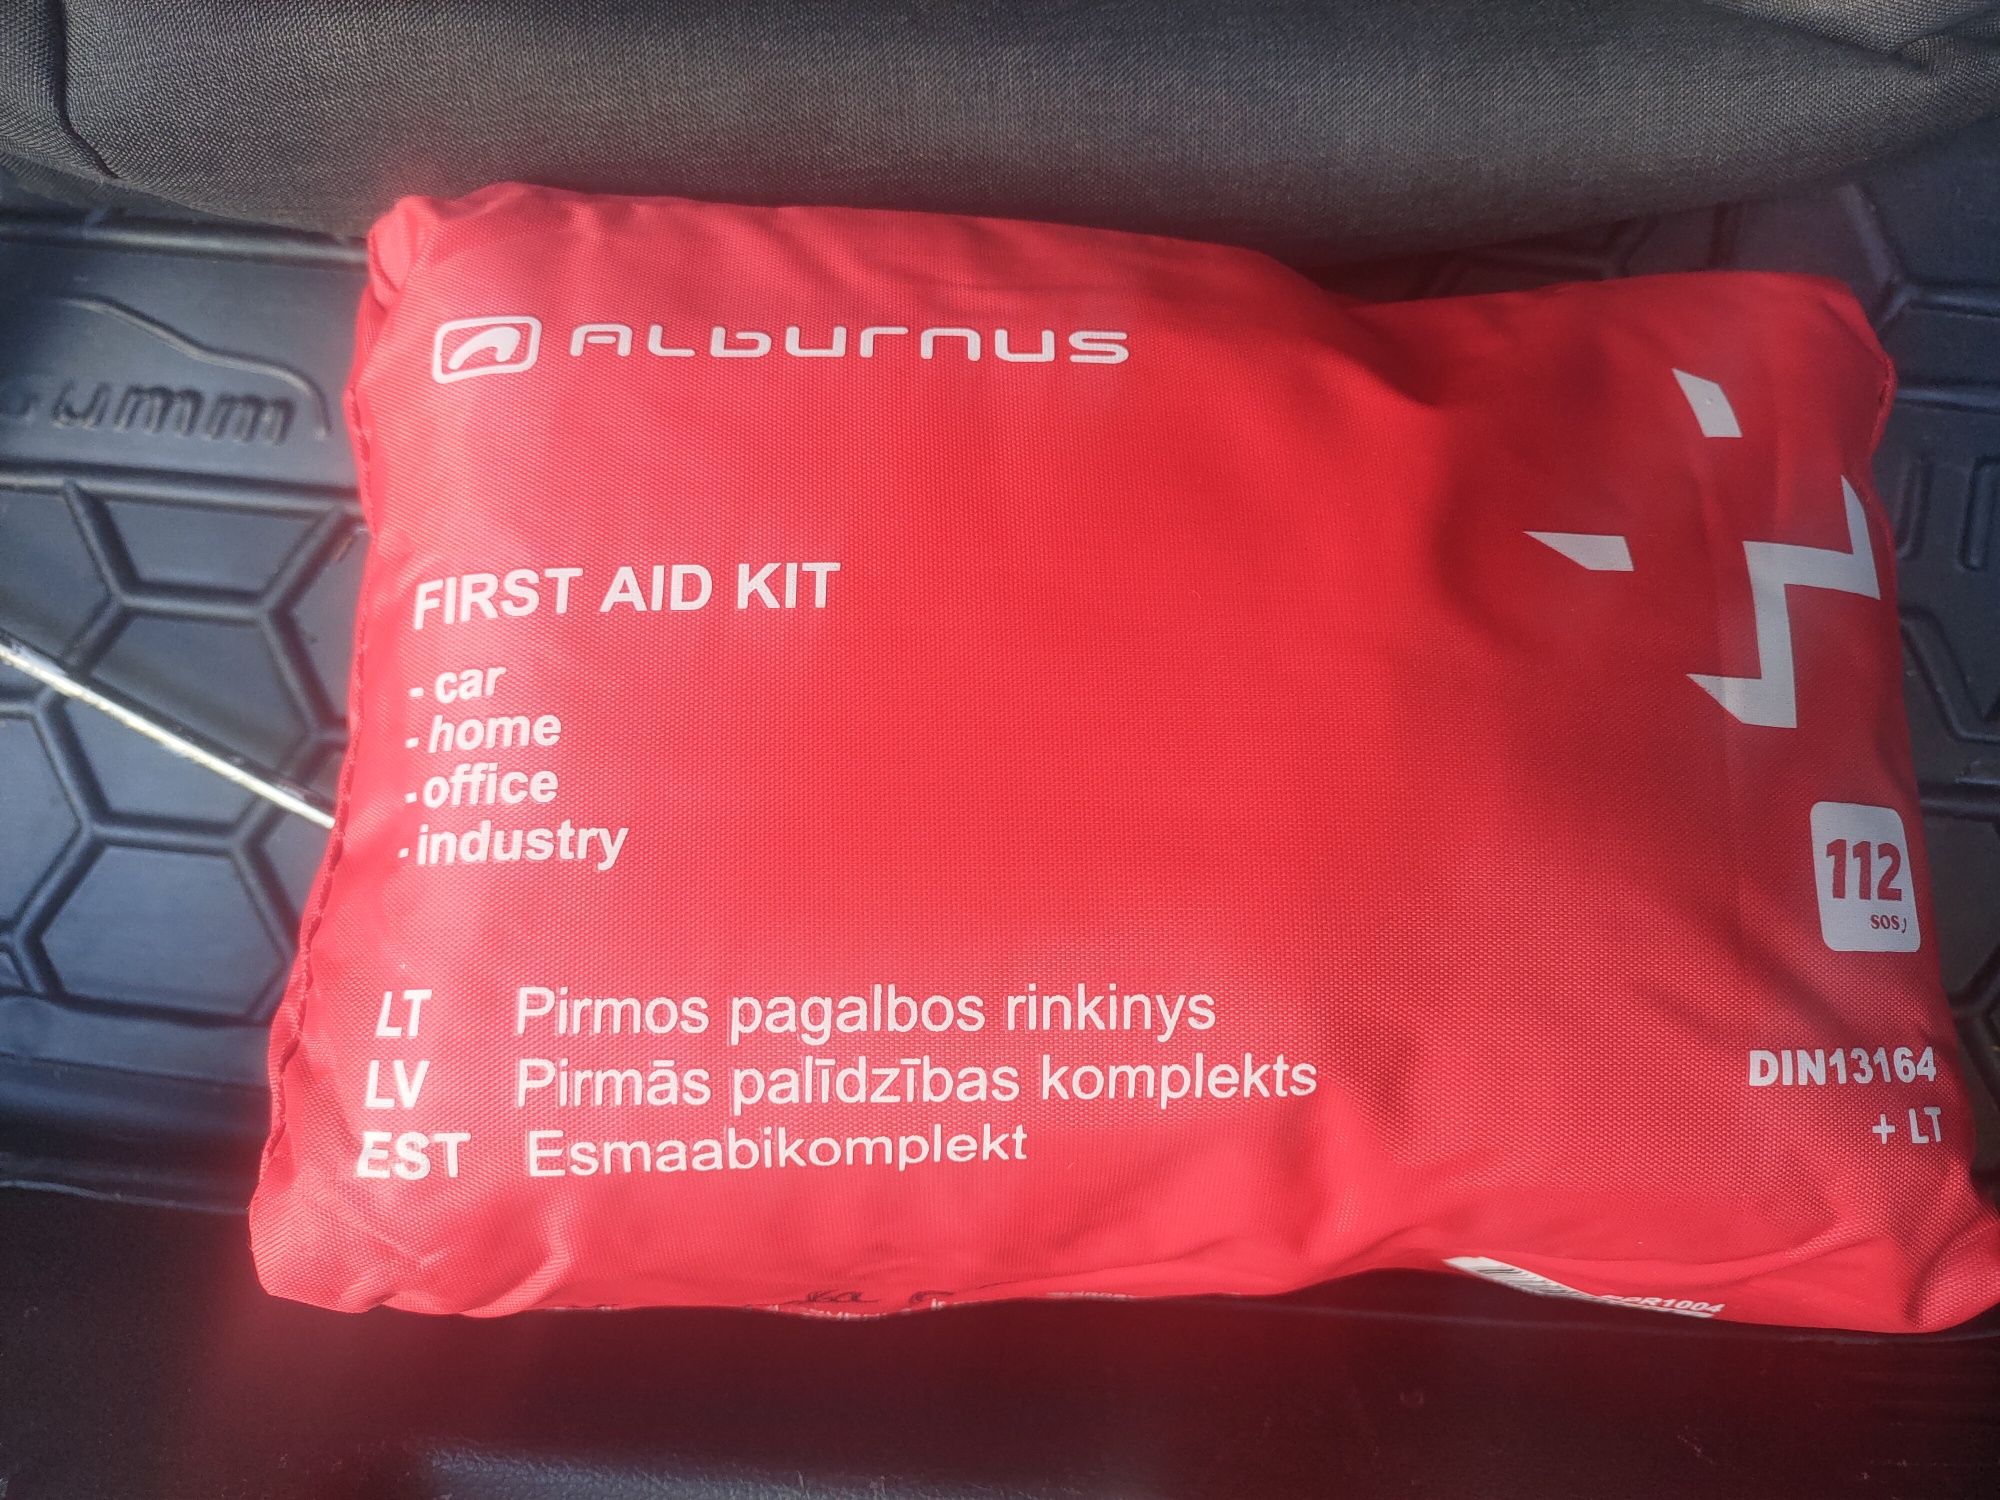 ALBURNUS
gumm
FIRST AID KIT
- car
- home
- office
- industry
112
SOS
LT Pirmos pagalbos rinkinys
LV Pirmās palīdzības komplekts
EST Esmaabikomplekt
DIN13164
+ LT